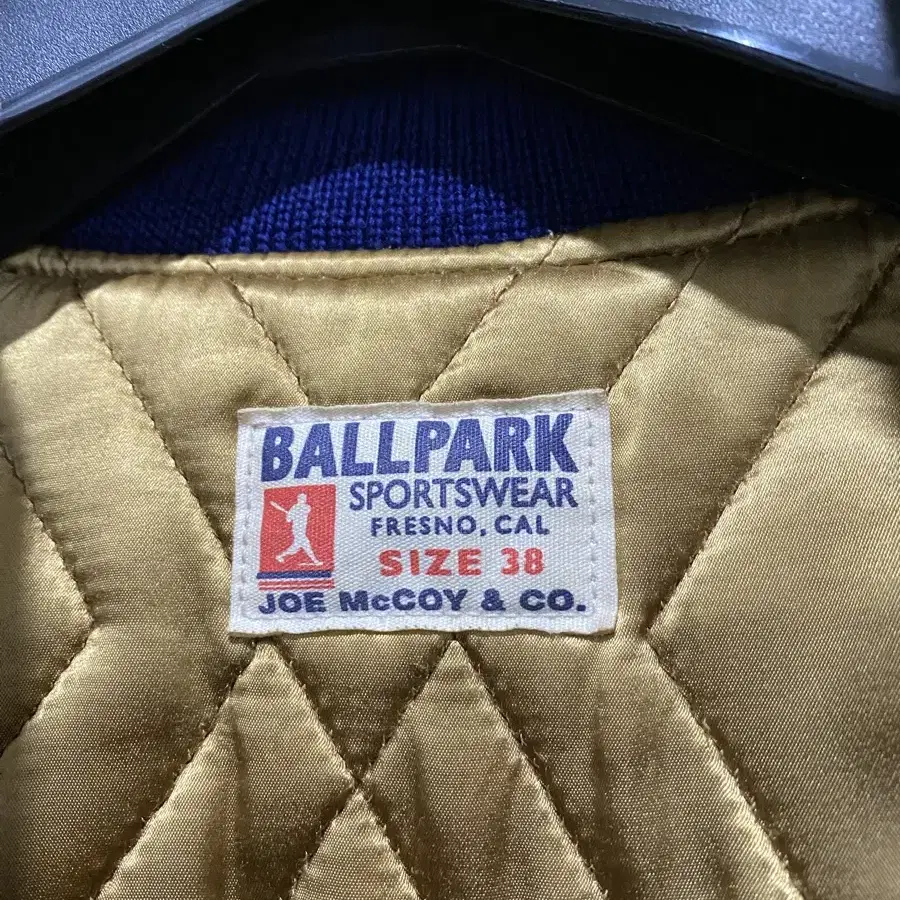 BALLPARK
SPORTSWEAR
FRESNO, CAL
SIZE 38
JOE McCOY & CO.